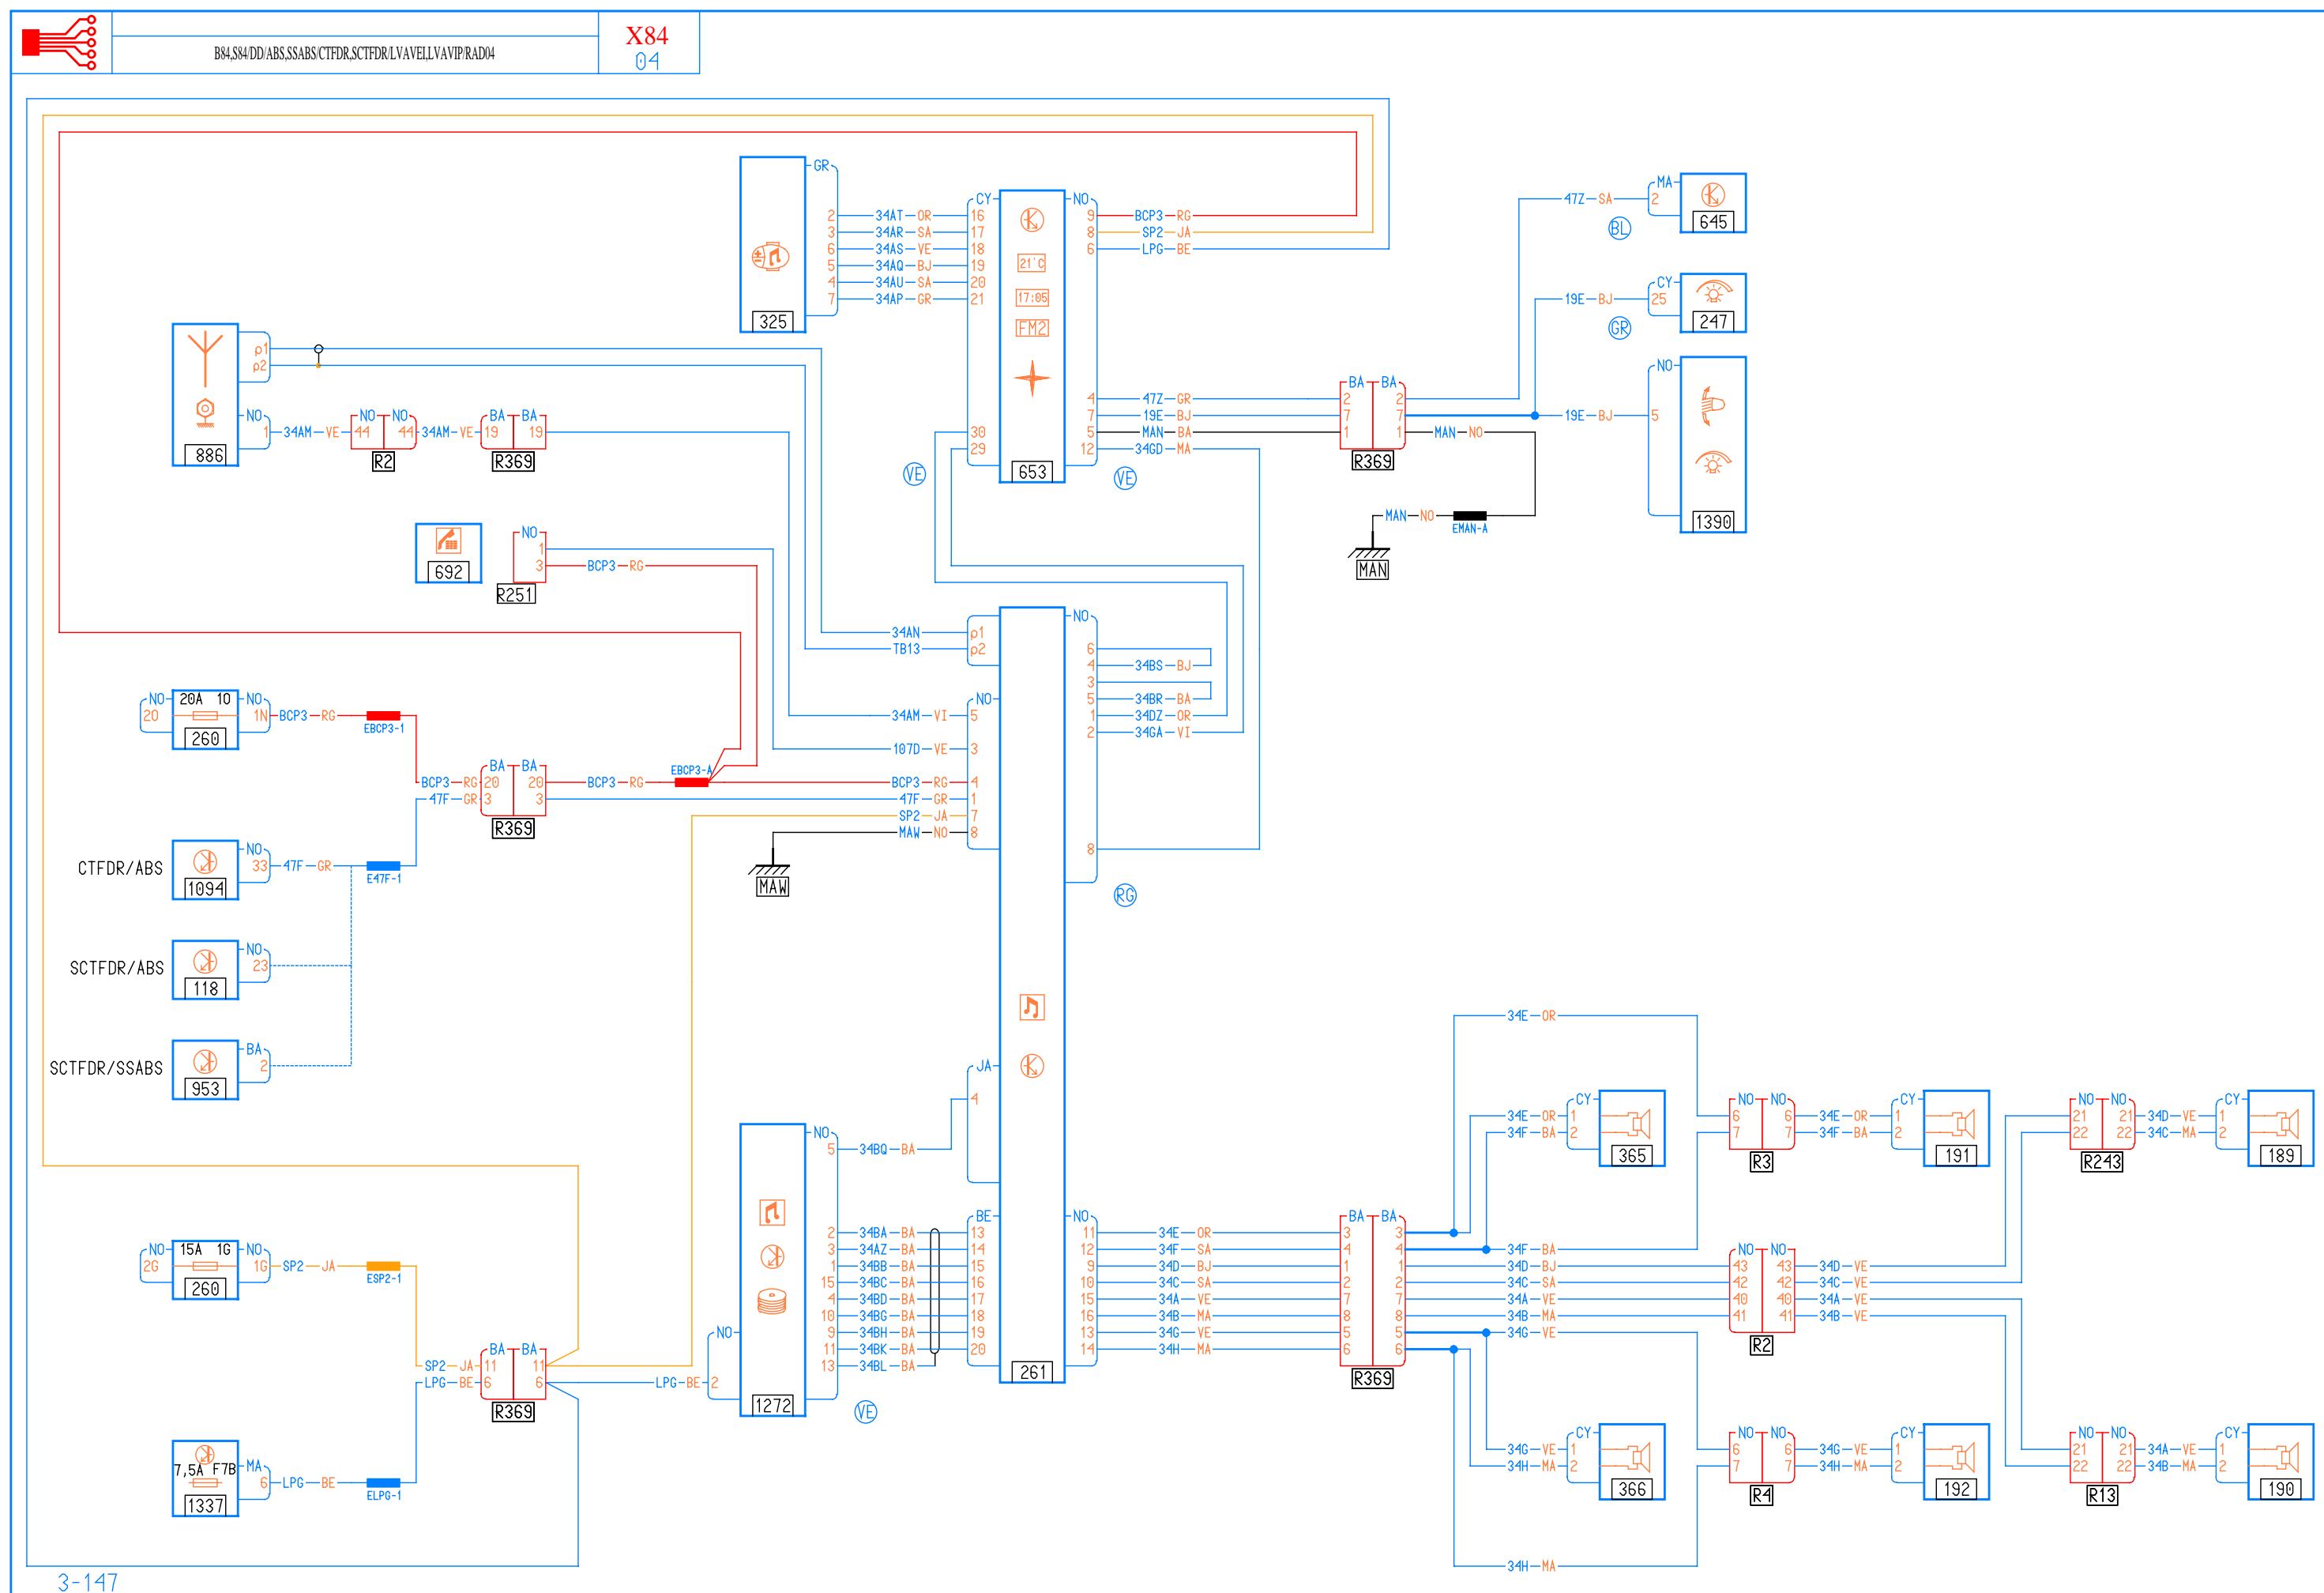 B84,S84/DD/ABS,SSABS/CTFDR,SCTFDR/LVAVEL,LVAVIP/RAD04
X84
04
GR
2 34AT OR 16
3 34AR SA 17
6 34AS VE 18
5 34AQ BJ 19
4 34AU SA 20
7 34AP GR 21
325
CY NO
21°C
17:05
FM2
9 BCP3 RG
8 SP2 JA
6 LPG BE
4 47Z GR 2
7 19E BJ 7
5 MAN BA 1
12 34GD MA
30
29
653
VE VE
BA BA
2
7
1 MAN NO
R369
MAN NO
EMAN-A
MAN
47Z SA 2 MA
645
BL
19E BJ 25 CY
247
GR
19E BJ 5 NO
1390
p1
p2
NO NO NO BA BA
1 34AM VE 44 44 34AM VE 19 19
886
R2
R369
692
NO
1
3 BCP3 RG
R251
34AN p1
TB13 p2
NO
34AM VI 5
107D VE 3
BCP3 RG 4
47F GR 1
SP2 JA 7
MAW NO 8
MAW
NO
6
4 34BS BJ
3
5 34BR BA
1 34DZ OR
2 34GA VI
8
RG
NO 20A 1O NO
20 1N BCP3 RG
260
EBCP3-1
BA BA
BCP3 RG 20 20 BCP3 RG
47F GR 3 3
EBCP3-A
R369
CTFDR/ABS
NO
33 47F GR
1094
E47F-1
SCTFDR/ABS
NO
23
118
SCTFDR/SSABS
BA
2
953
JA
4
NO
5 34BQ BA
BE
2 34BA BA 13
3 34AZ BA 14
1 34BB BA 15
15 34BC BA 16
4 34BD BA 17
10 34BG BA 18
9 34BH BA 19
11 34BK BA 20
13 34BL BA
NO
LPG BE 2
1272
VE
261
NO BA BA
11 34E OR 3 3
12 34F SA 4 4 34F BA
9 34D BJ 1 1 34D BJ
10 34C SA 2 2 34C SA
15 34A VE 7 7 34A VE
16 34B MA 8 8 34B MA
13 34G VE 5 5 34G VE
14 34H MA 6 6
R369
34E OR
CY
34E OR 1
34F BA 2
365
NO NO CY
6 6 34E OR 1
7 7 34F BA 2
R3
191
NO NO CY
21 21 34D VE 1
22 22 34C MA 2
R243
189
NO NO
43 43 34D VE
42 42 34C VE
40 40 34A VE
41 41 34B VE
R2
CY
34G VE 1
34H MA 2
366
NO NO CY
6 6 34G VE 1
7 7 34H MA 2
R4
192
NO NO CY
21 21 34A VE 1
22 22 34B MA 2
R13
190
34H MA
NO 15A 1G NO
2G 1G SP2 JA
260
ESP2-1
BA BA
SP2 JA 11 11
LPG BE 6 6
R369
7,5A F7B MA
6 LPG BE
1337
ELPG-1
3-147